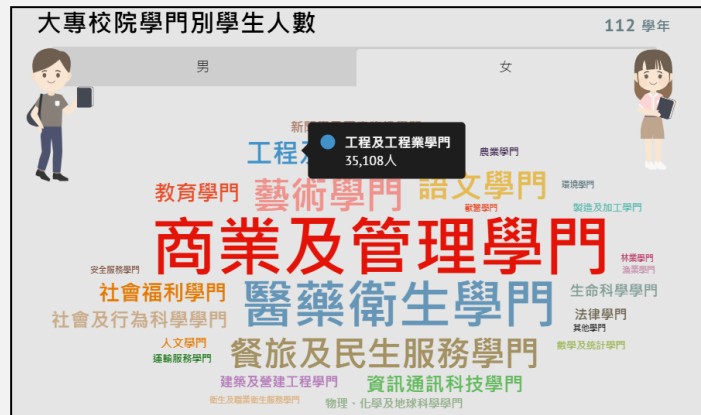 大專校院學門別學生人數
112 學年
男
女
新聞
工程及
工程及工程業學門
35,108人
農業學門
教育學門
藝術學門
語文學門
環境學門
獸醫學門
製造及加工學門
商業及管理學門
林業學門
漁業學門
安全服務學門
社會福利學門
醫藥衛生學門
生命科學學門
社會及行為科學學門
法律學門
其他學門
人文學門
運輸服務學門
餐旅及民生服務學門
數學及統計學門
建築及營建工程學門
資訊通訊科技學門
衛生及職業衛生服務學門
物理、化學及地球科學學門